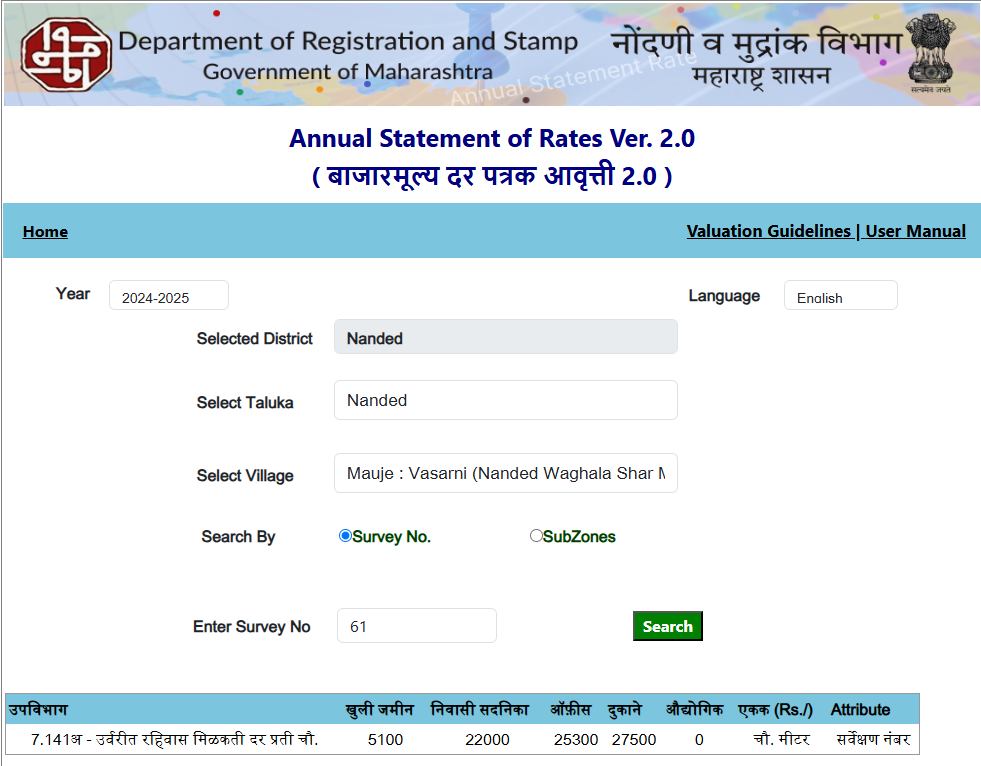 Department of Registration and Stamp
Government of Maharashtra
नोंदणी व मुद्रांक विभाग
महाराष्ट्र शासन
सत्यमेव जयते
Annual Statement Rate
Annual Statement of Rates Ver. 2.0
( बाजारमूल्य दर पत्रक आवृत्ती 2.0 )
Home Valuation Guidelines | User Manual
Year 2024-2025 Language English
Selected District Nanded
Select Taluka Nanded
Select Village Mauje : Vasarni (Nanded Waghala Shar M
Search By Survey No. SubZones
Enter Survey No 61 Search
उपविभाग खुली जमीन निवासी सदनिका ऑफ़ीस दुकाने औद्योगिक एकक (Rs./) Attribute
7.141अ - उर्वरीत रहिवास मिळकती दर प्रती चौ. 5100 22000 25300 27500 0 चौ. मीटर सर्वेक्षण नंबर